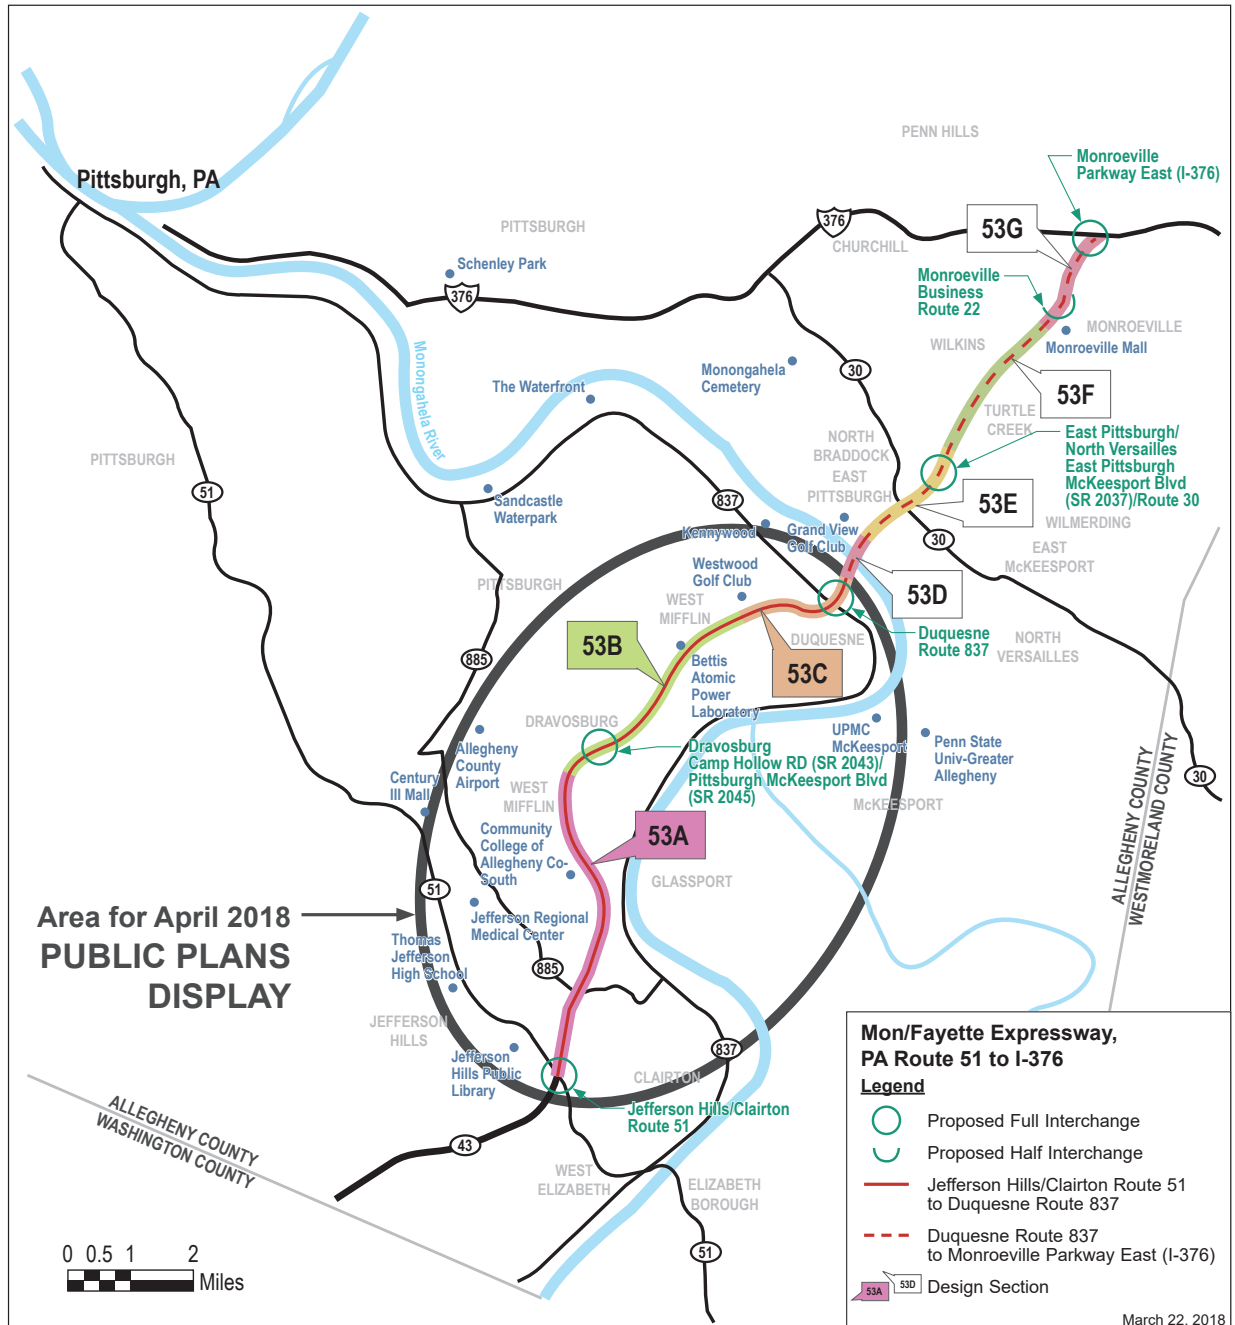 PENN HILLS
Monroeville
Parkway East (I-376)
Pittsburgh, PA
376
53G
PITTSBURGH
CHURCHILL
Schenley Park
376
Monroeville
Business
Route 22
MONROEVILLE
WILKINS
Monroeville Mall
Monongahela River
Monongahela
Cemetery
30
The Waterfront
53F
TURTLE
CREEK
East Pittsburgh/
North Versailles
East Pittsburgh
McKeesport Blvd
(SR 2037)/Route 30
NORTH
BRADDOCK
EAST
PITTSBURGH
PITTSBURGH
51
Sandcastle
Waterpark
837
53E
WILMERDING
Kennywood
Grand View
Golf Club
30
EAST
McKEESPORT
Westwood
Golf Club
PITTSBURGH
WEST
MIFFLIN
53D
Duquesne
Route 837
DUQUESNE
NORTH
VERSAILLES
53B
885
53C
Bettis
Atomic
Power
Laboratory
DRAVOSBURG
UPMC
McKeesport
Penn State
Univ-Greater
Allegheny
Allegheny
County
Airport
Dravosburg
Camp Hollow RD (SR 2043)/
Pittsburgh McKeesport Blvd
(SR 2045)
Century
III Mall
WEST
MIFFLIN
McKEESPORT
30
ALLEGHENY COUNTY
WESTMORELAND COUNTY
Community
College of
Allegheny Co-
South
53A
GLASSPORT
51
Area for April 2018
PUBLIC PLANS
DISPLAY
Jefferson Regional
Medical Center
Thomas
Jefferson
High School
885
JEFFERSON
HILLS
Jefferson
Hills Public
Library
837
CLAIRTON
Jefferson Hills/Clairton
Route 51
ALLEGHENY COUNTY
WASHINGTON COUNTY
43
WEST
ELIZABETH
ELIZABETH
BOROUGH
51
0 0.5 1 2
Miles
Mon/Fayette Expressway,
PA Route 51 to I-376
Legend
Proposed Full Interchange
Proposed Half Interchange
Jefferson Hills/Clairton Route 51
to Duquesne Route 837
Duquesne Route 837
to Monroeville Parkway East (I-376)
53A 53D Design Section
March 22, 2018